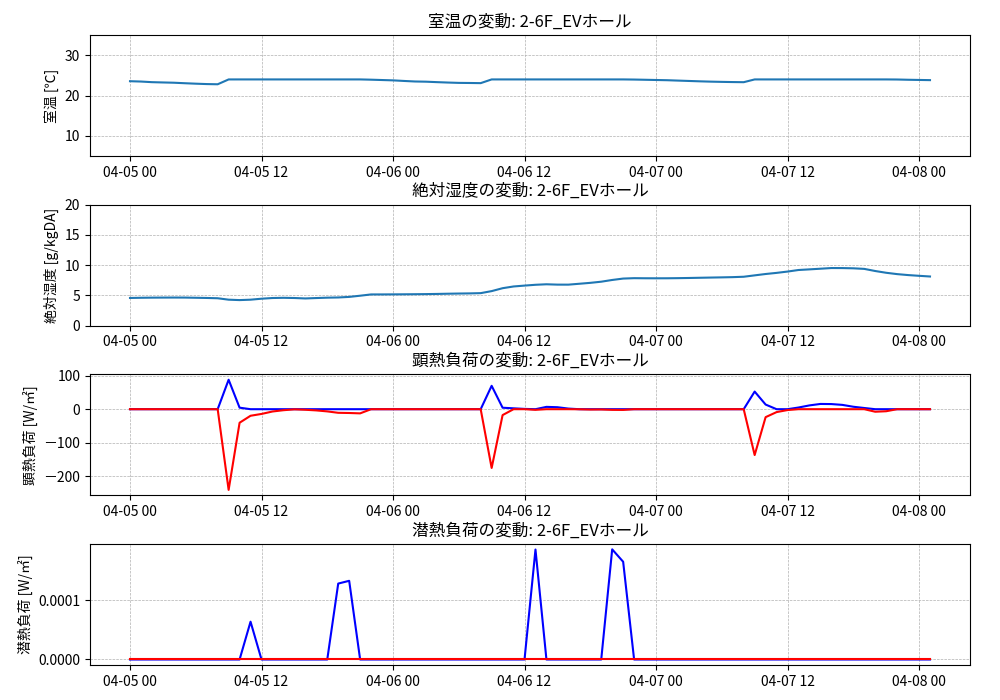 室温の変動: 2-6F_EVホール
室温 [℃]
30
20
10
04-05 00 04-05 12 04-06 00 04-06 12 04-07 00 04-07 12 04-08 00
絶対湿度の変動: 2-6F_EVホール
絶対湿度 [g/kgDA]
20
15
10
5
0
04-05 00 04-05 12 04-06 00 04-06 12 04-07 00 04-07 12 04-08 00
顕熱負荷の変動: 2-6F_EVホール
顕熱負荷 [W/㎡]
100
0
−100
−200
04-05 00 04-05 12 04-06 00 04-06 12 04-07 00 04-07 12 04-08 00
潜熱負荷の変動: 2-6F_EVホール
潜熱負荷 [W/㎡]
0.0001
0.0000
04-05 00 04-05 12 04-06 00 04-06 12 04-07 00 04-07 12 04-08 00